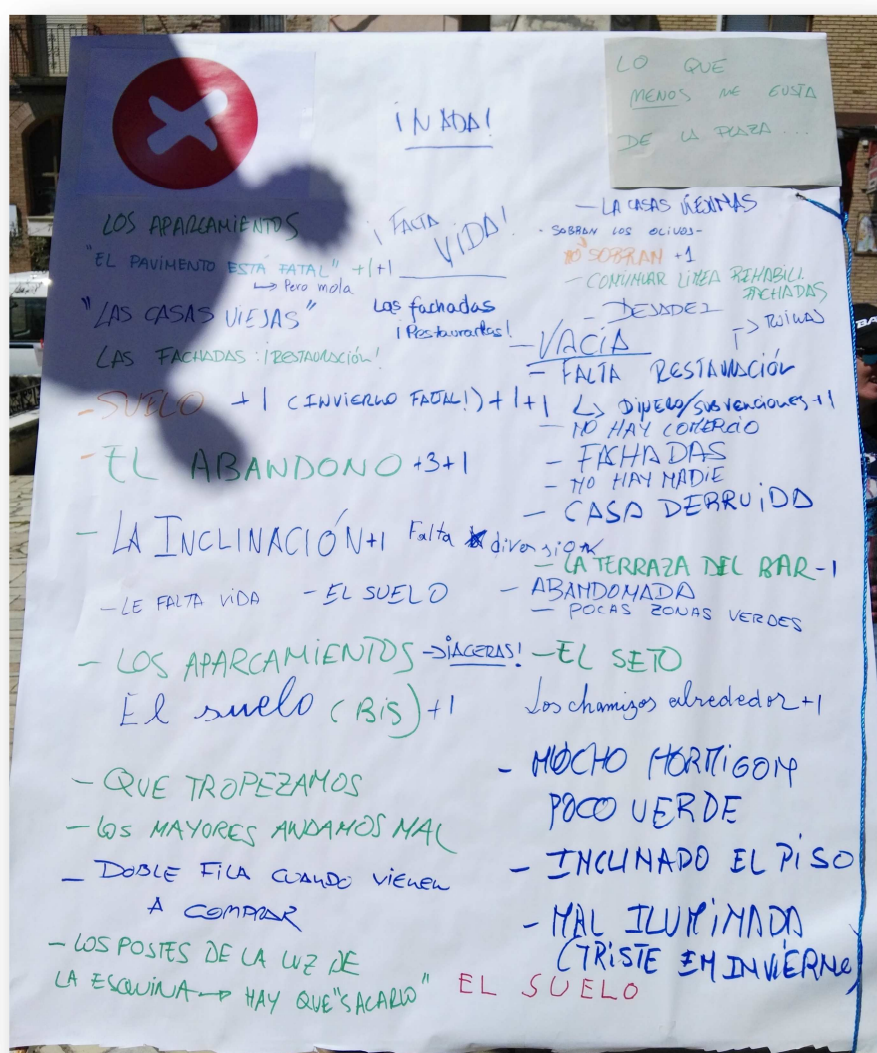 LO QUE
MENOS ME GUSTA
DE LA PLAZA...
¡NADA!
LOS APARCAMIENTOS
"EL PAVIMENTO ESTÁ FATAL" +1+1
↳ Pero mola
"LAS CASAS VIEJAS"
LAS FACHADAS: ¡RESTAURACIÓN!
¡FALTA
VIDA!
Las fachadas
¡Restaurarlas!
- SUELO +1 (INVIERNO FATAL!) +1+1
- EL ABANDONO +3+1
- LA INCLINACIÓN +1
Falta diversión
- LE FALTA VIDA
- EL SUELO
- LOS APARCAMIENTOS → ¡ACERAS!
El suelo (BIS) +1
- QUE TROPEZAMOS
- LOS MAYORES ANDAMOS MAL
- DOBLE FILA CUANDO VIENEN
A COMPRAR
- LOS POSTES DE LA LUZ DE
LA ESQUINA → HAY QUE "SACARLO"
EL SUELO
- LA CASAS VIEJAS
- SOBRAN LOS OLIVOS -
NO SOBRAN +1
- CONTINUAR LINEA REHABILI.
FACHADAS
- DEJADEZ
- VACÍA
→ RUINAS
- FALTA RESTAURACIÓN
↳ DINERO/SUBVENCIONES +1
- NO HAY COMERCIO
- FACHADAS
- NO HAY NADIE
- CASA DERRUIDA
- LA TERRAZA DEL BAR -1
- ABANDONADA
- POCAS ZONAS VERDES
- EL SETO
Los chamizos alrededor +1
- MUCHO HORMIGON
POCO VERDE
- INCLINADO EL PISO
- MAL ILUMINADA
(TRISTE EN INVIERNO)